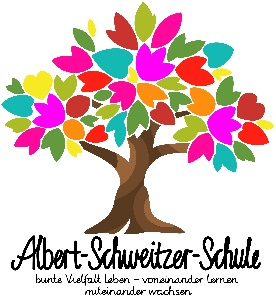 Albert-Schweitzer-Schule
bunte Vielfalt leben - voneinander lernen
miteinander wachsen